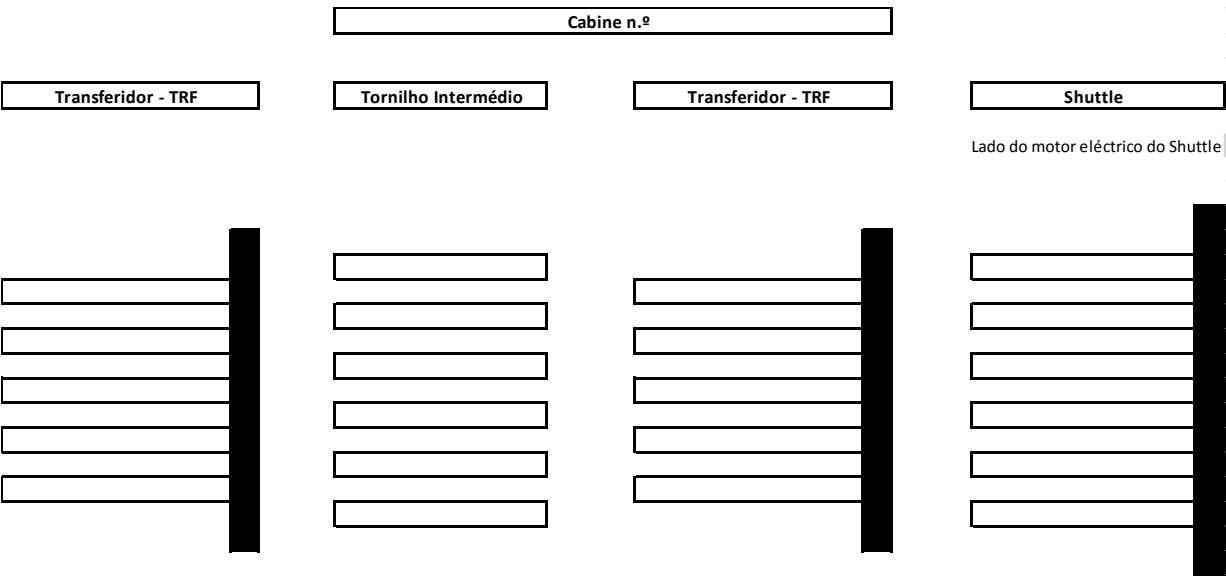 Cabine n.º
Transferidor - TRF
Tornilho Intermédio
Transferidor - TRF
Shuttle
Lado do motor eléctrico do Shuttle